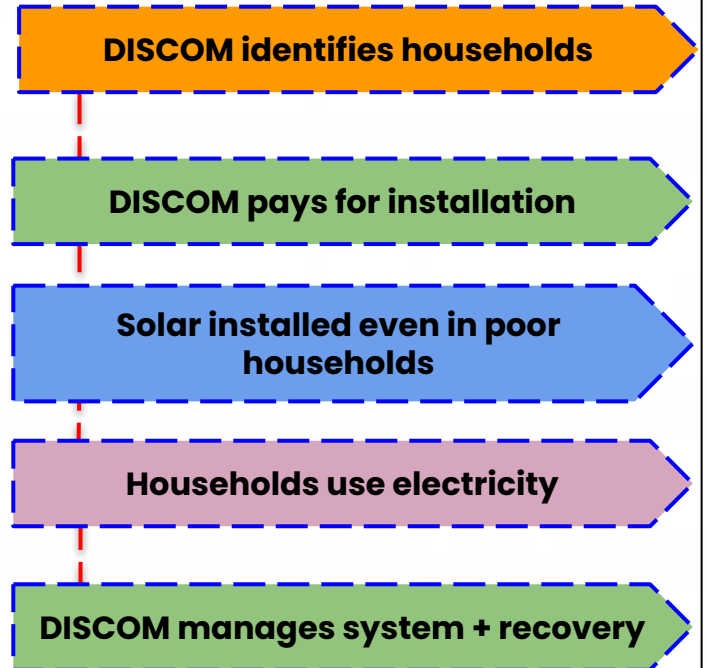 DISCOM identifies households
DISCOM pays for installation
Solar installed even in poor
households
Households use electricity
DISCOM manages system + recovery